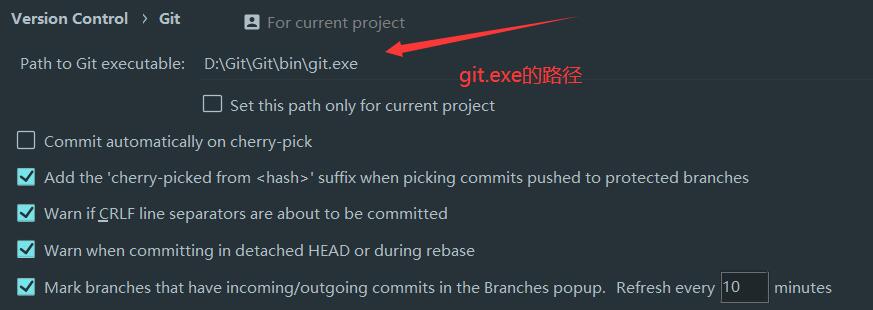 Version Control › Git For current project
Path to Git executable: D:\Git\Git\bin\git.exe
git.exe的路径
Set this path only for current project
Commit automatically on cherry-pick
Add the 'cherry-picked from <hash>' suffix when picking commits pushed to protected branches
Warn if CRLF line separators are about to be committed
Warn when committing in detached HEAD or during rebase
Mark branches that have incoming/outgoing commits in the Branches popup. Refresh every 10 minutes